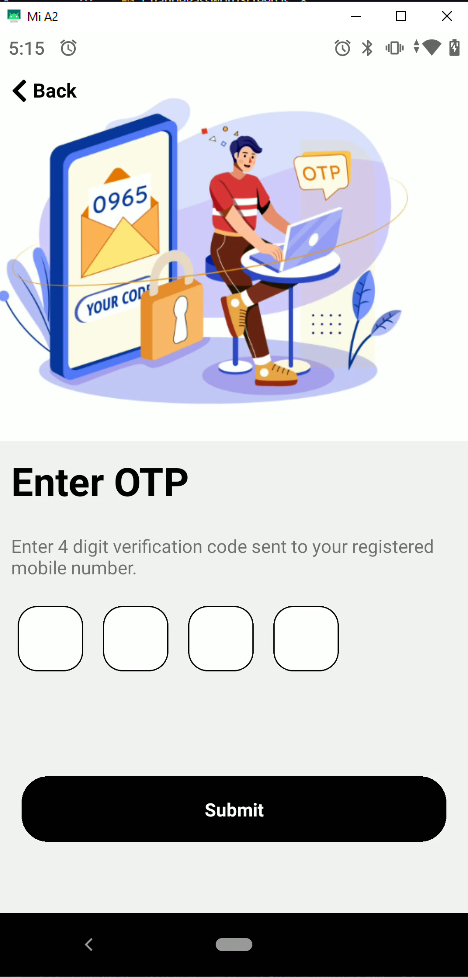 Mi A2
5:15
Back
0965
OTP
YOUR CODE
Enter OTP
Enter 4 digit verification code sent to your registered
mobile number.
Submit